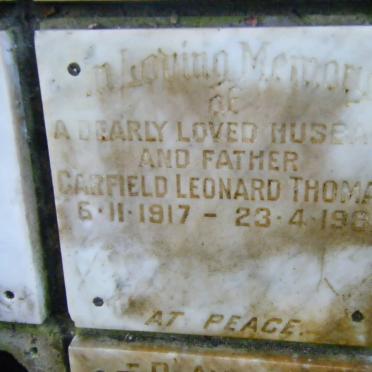 In Loving Memory
of
A DEARLY LOVED HUSBA
AND FATHER
GARFIELD LEONARD THOMA
6·11·1917 – 23·4·196
AT PEACE.